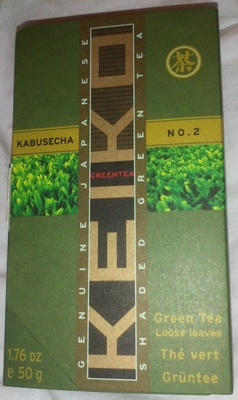 茶
KABUSECHA
NO. 2
GENUINE JAPANESE
KEIKO
GREENTEA
SHADED GREEN TEA
Green Tea
Loose leaves
Thé vert
Grüntee
1.76 oz
e 50 g